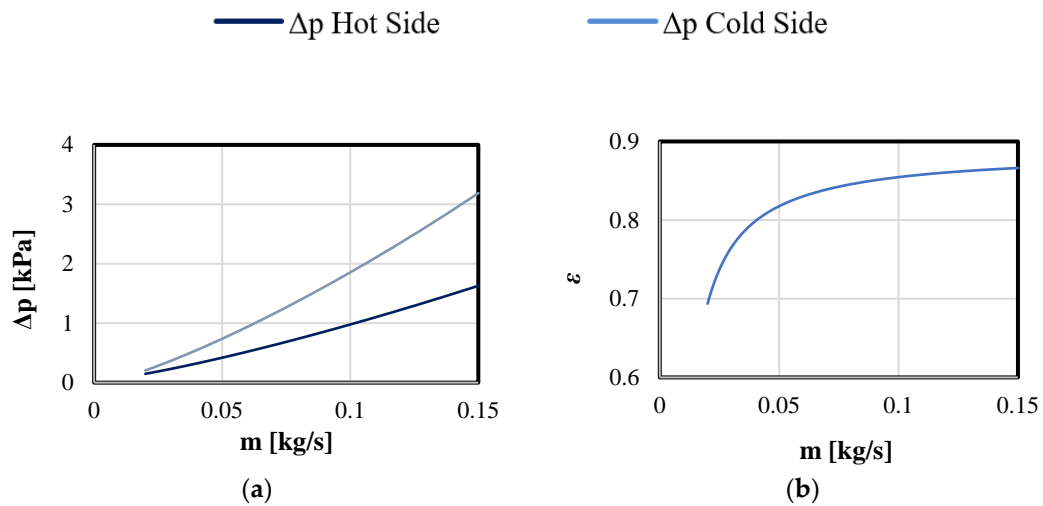 Δp Hot Side Δp Cold Side
4
3
2
1
0
Δp [kPa]
0 0.05 0.1 0.15
m [kg/s]
(a)
0.9
0.8
0.7
0.6
ε
0 0.05 0.1 0.15
m [kg/s]
(b)